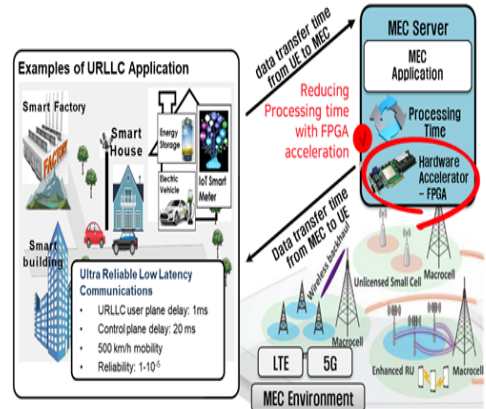 Examples of URLLC Application
Smart Factory
FACTORY
Smart
House
Energy
Storage
Electric
Vehicle
IoT Smart
Meter
Smart
building
Ultra Reliable Low Latency
Communications
• URLLC user plane delay: 1ms
• Control plane delay: 20 ms
• 500 km/h mobility
• Reliability: 1-10⁻⁵
data transfer time
from UE to MEC
Reducing
Processing time
with FPGA
acceleration
Data transfer time
from MEC to UE
MEC Server
MEC
Application
Processing
Time
Hardware
Accelerator
- FPGA
Wireless backhaul
Macrocell
Unlicensed Small Cell
Macrocell
LTE
5G
Enhanced RU
Macrocell
MEC Environment